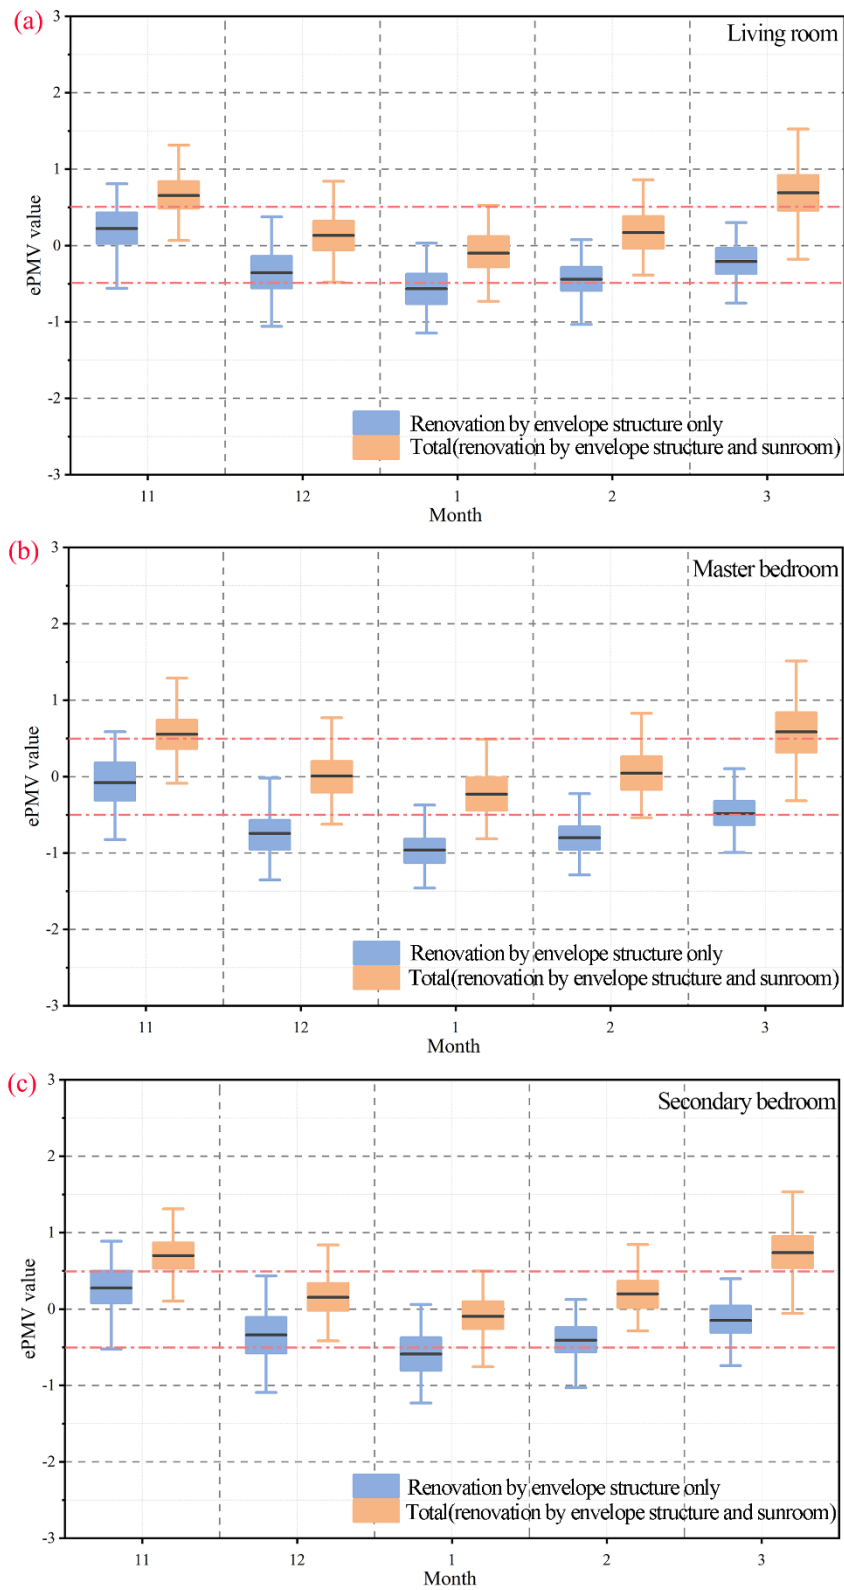 (a)
Living room
3
2
1
0
-1
-2
-3
ePMV value
Renovation by envelope structure only
Total(renovation by envelope structure and sunroom)
11
12
1
2
3
Month
(b)
Master bedroom
3
2
1
0
-1
-2
-3
ePMV value
Renovation by envelope structure only
Total(renovation by envelope structure and sunroom)
11
12
1
2
3
Month
(c)
Secondary bedroom
3
2
1
0
-1
-2
-3
ePMV value
Renovation by envelope structure only
Total(renovation by envelope structure and sunroom)
11
12
1
2
3
Month